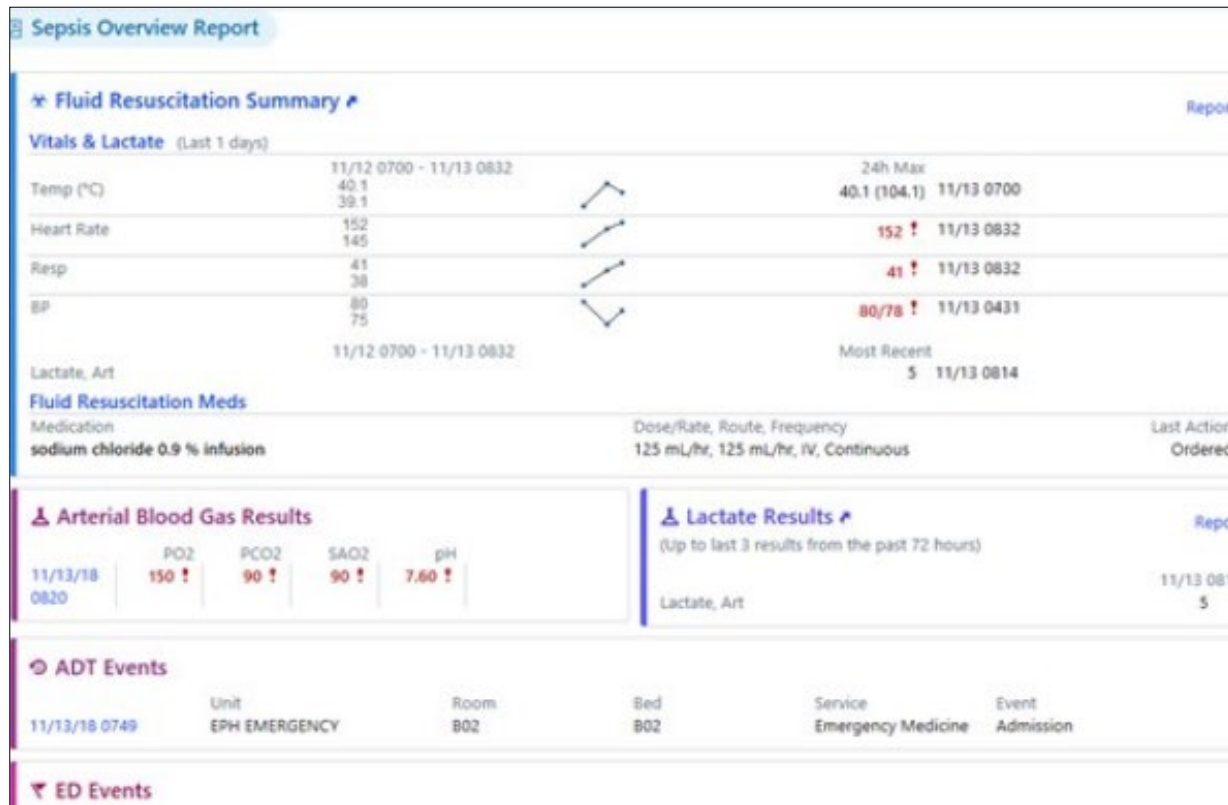 Sepsis Overview Report
Fluid Resuscitation Summary
Repor
Vitals & Lactate (Last 1 days)
11/12 0700 - 11/13 0832 24h Max
Temp (°C) 40.1 39.1 40.1 (104.1) 11/13 0700
Heart Rate 152 145 152 ! 11/13 0832
Resp 41 38 41 ! 11/13 0832
BP 80 75 80/78 ! 11/13 0431
11/12 0700 - 11/13 0832 Most Recent
Lactate, Art 5 11/13 0814
Fluid Resuscitation Meds
Medication Dose/Rate, Route, Frequency Last Action
sodium chloride 0.9 % infusion 125 mL/hr, 125 mL/hr, IV, Continuous Ordered
Arterial Blood Gas Results
PO2 PCO2 SAO2 pH
11/13/18 150 ! 90 ! 90 ! 7.60 !
0820
Lactate Results
Repo
(Up to last 3 results from the past 72 hours)
11/13 081
Lactate, Art 5
ADT Events
Unit Room Bed Service Event
11/13/18 0749 EPH EMERGENCY B02 B02 Emergency Medicine Admission
ED Events